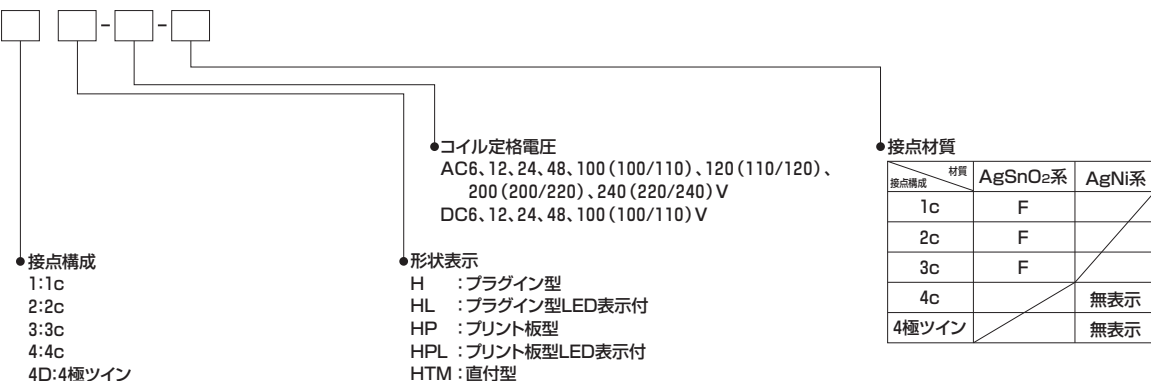 - -
●コイル定格電圧
AC6、12、24、48、100(100/110)、120(110/120)、
200(200/220)、240(220/240)V
DC6、12、24、48、100(100/110)V
●接点材質
材質
接点構成
AgSnO₂系 AgNi系
1c F
2c F
3c F
4c 無表示
4極ツイン 無表示
●接点構成
1:1c
2:2c
3:3c
4:4c
4D:4極ツイン
●形状表示
H :プラグイン型
HL :プラグイン型LED表示付
HP :プリント板型
HPL :プリント板型LED表示付
HTM :直付型